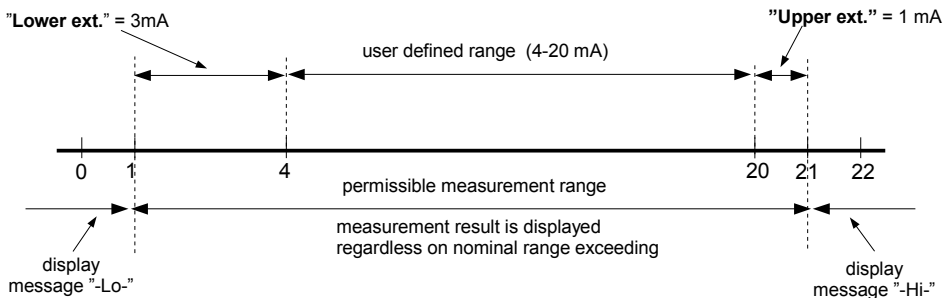 ”Lower ext.” = 3mA
”Upper ext.” = 1 mA
user defined range (4-20 mA)
0
1
4
20
21
22
permissible measurement range
measurement result is displayed
regardless on nominal range exceeding
display
message ”-Lo-”
display
message ”-Hi-”